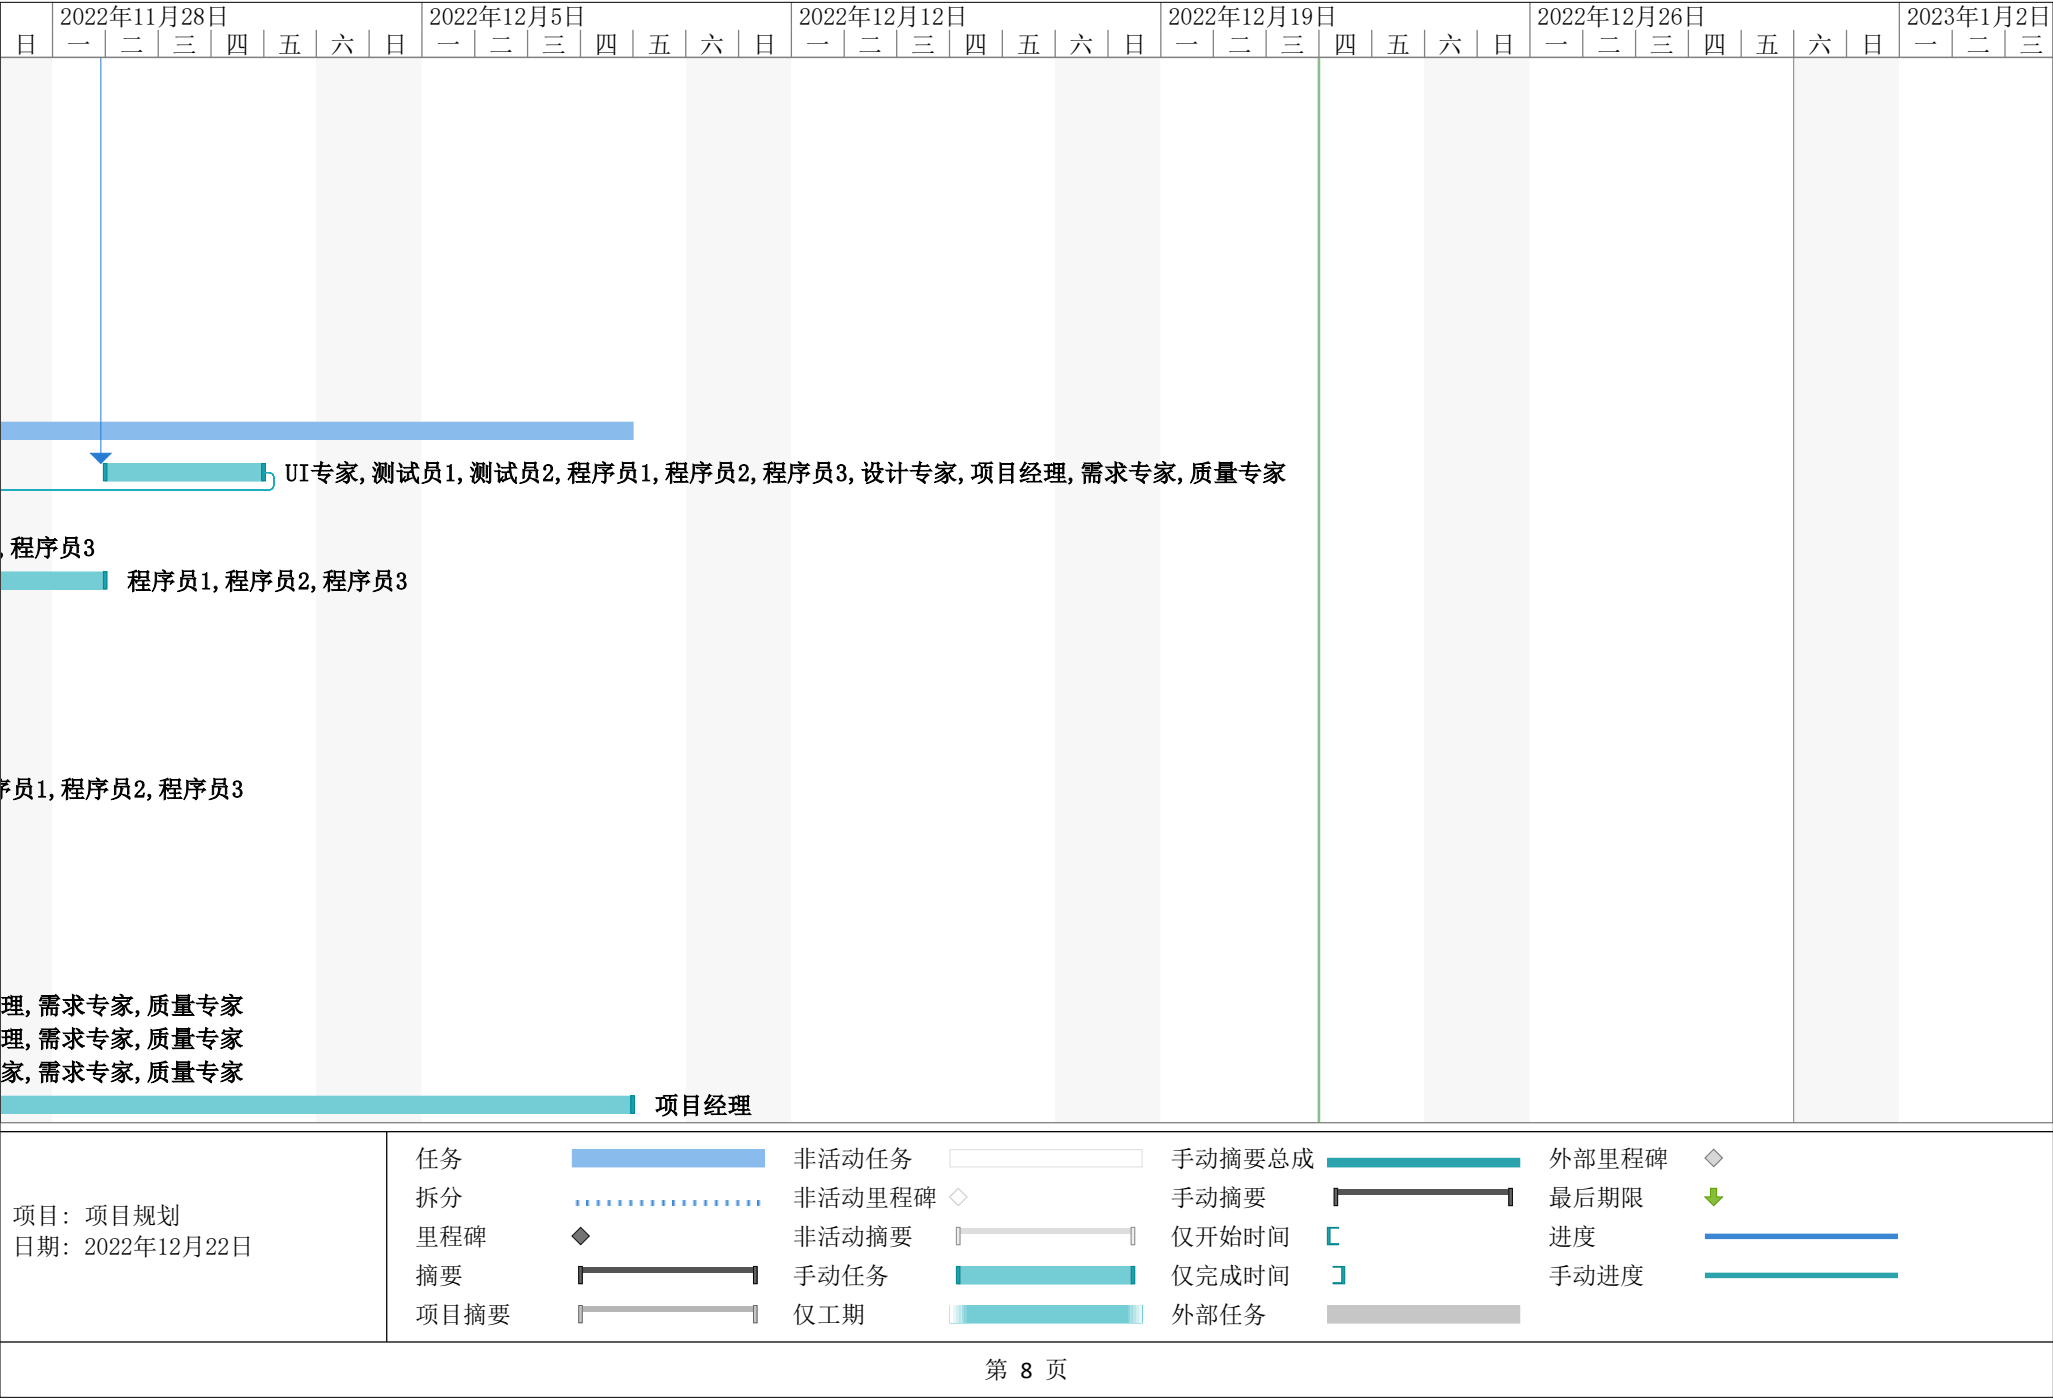 2022年11月28日 2022年12月5日 2022年12月12日 2022年12月19日 2022年12月26日 2023年1月2日
日 一 二 三 四 五 六 日 一 二 三 四 五 六 日 一 二 三 四 五 六 日 一 二 三 四 五 六 日 一 二 三 四 五 六 日 一 二 三
UI专家,测试员1,测试员2,程序员1,程序员2,程序员3,设计专家,项目经理,需求专家,质量专家
,程序员3
程序员1,程序员2,程序员3
序员1,程序员2,程序员3
理,需求专家,质量专家
理,需求专家,质量专家
家,需求专家,质量专家
项目经理
项目: 项目规划
日期: 2022年12月22日
任务 非活动任务 手动摘要总成 外部里程碑
拆分 非活动里程碑 手动摘要 最后期限
里程碑 非活动摘要 仅开始时间 进度
摘要 手动任务 仅完成时间 手动进度
项目摘要 仅工期 外部任务
第 8 页